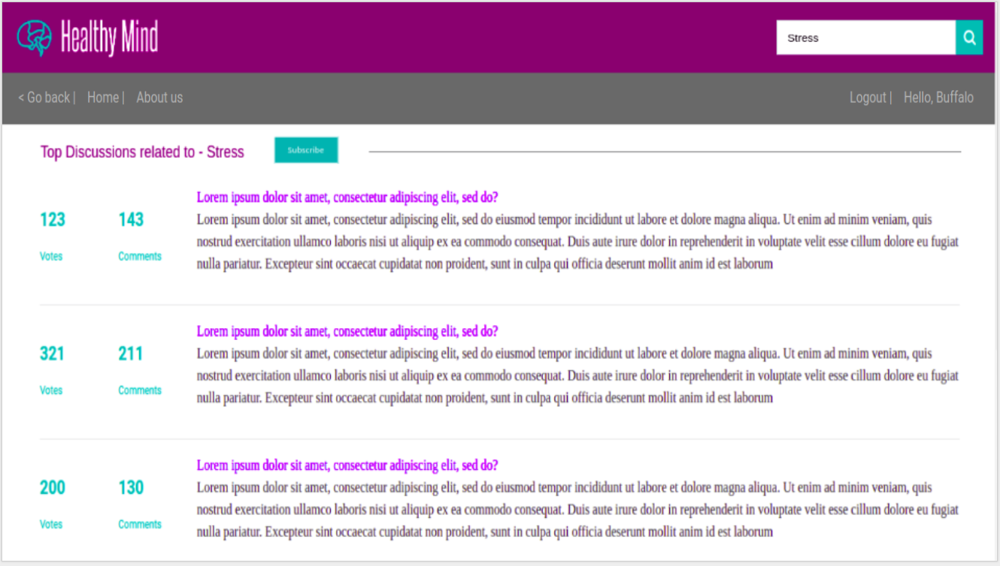 Healthy Mind
Stress
< Go back | Home | About us
Logout | Hello, Buffalo
Top Discussions related to - Stress
Subscribe
Lorem ipsum dolor sit amet, consectetur adipiscing elit, sed do?
123 Votes
143 Comments
Lorem ipsum dolor sit amet, consectetur adipiscing elit, sed do eiusmod tempor incididunt ut labore et dolore magna aliqua. Ut enim ad minim veniam, quis
nostrud exercitation ullamco laboris nisi ut aliquip ex ea commodo consequat. Duis aute irure dolor in reprehenderit in voluptate velit esse cillum dolore eu fugiat
nulla pariatur. Excepteur sint occaecat cupidatat non proident, sunt in culpa qui officia deserunt mollit anim id est laborum
Lorem ipsum dolor sit amet, consectetur adipiscing elit, sed do?
321 Votes
211 Comments
Lorem ipsum dolor sit amet, consectetur adipiscing elit, sed do eiusmod tempor incididunt ut labore et dolore magna aliqua. Ut enim ad minim veniam, quis
nostrud exercitation ullamco laboris nisi ut aliquip ex ea commodo consequat. Duis aute irure dolor in reprehenderit in voluptate velit esse cillum dolore eu fugiat
nulla pariatur. Excepteur sint occaecat cupidatat non proident, sunt in culpa qui officia deserunt mollit anim id est laborum
Lorem ipsum dolor sit amet, consectetur adipiscing elit, sed do?
200 Votes
130 Comments
Lorem ipsum dolor sit amet, consectetur adipiscing elit, sed do eiusmod tempor incididunt ut labore et dolore magna aliqua. Ut enim ad minim veniam, quis
nostrud exercitation ullamco laboris nisi ut aliquip ex ea commodo consequat. Duis aute irure dolor in reprehenderit in voluptate velit esse cillum dolore eu fugiat
nulla pariatur. Excepteur sint occaecat cupidatat non proident, sunt in culpa qui officia deserunt mollit anim id est laborum